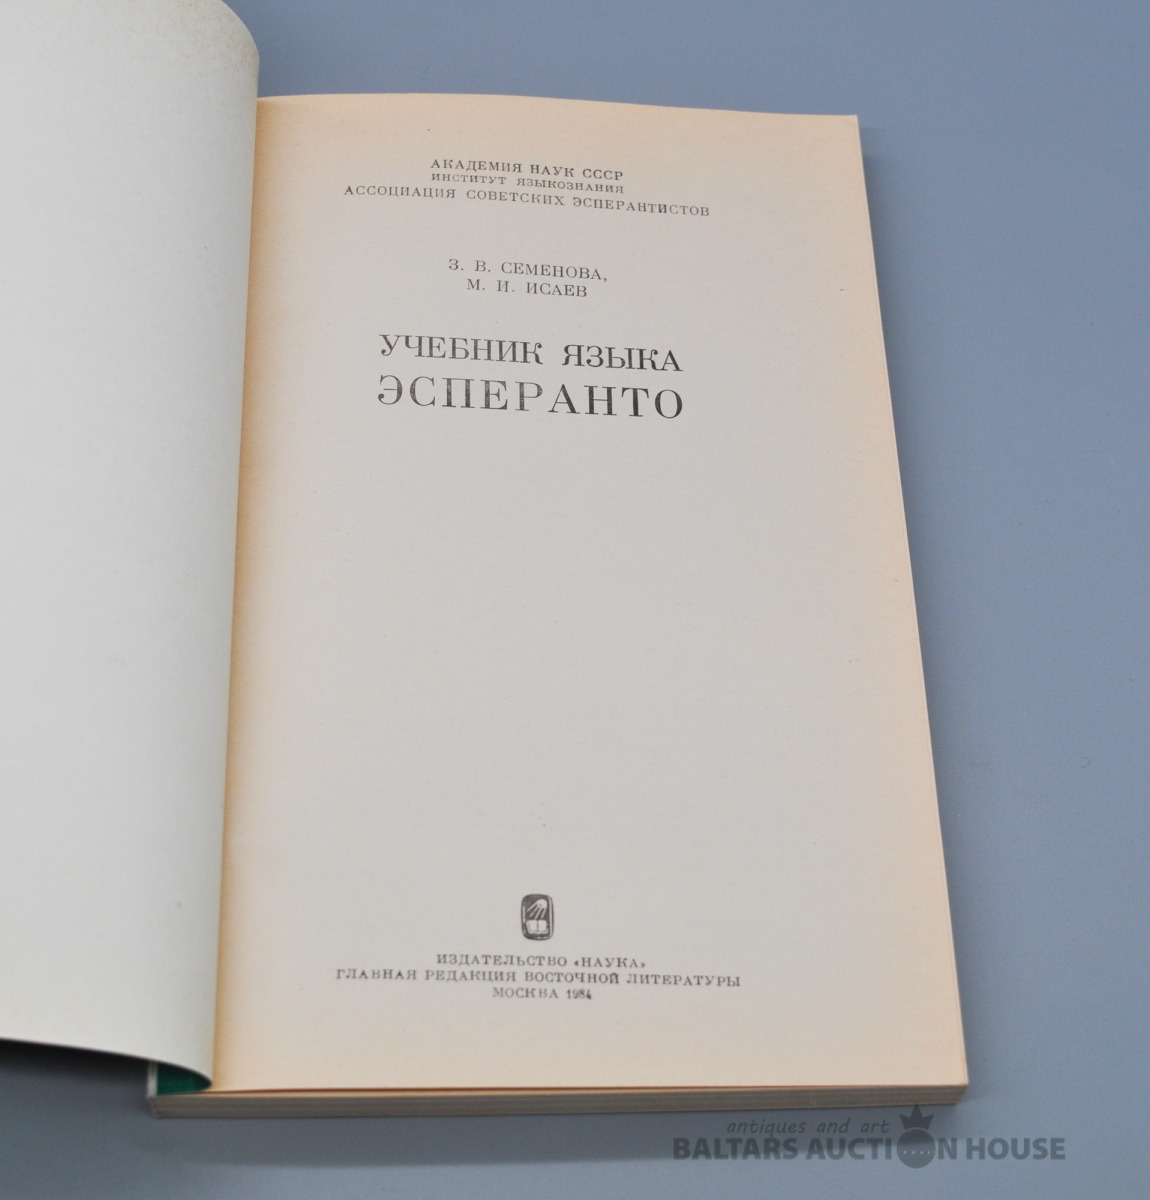 АКАДЕМИЯ НАУК СССР
ИНСТИТУТ ЯЗЫКОЗНАНИЯ
АССОЦИАЦИЯ СОВЕТСКИХ ЭСПЕРАНТИСТОВ
З. В. СЕМЕНОВА,
М. И. ИСАЕВ
УЧЕБНИК ЯЗЫКА
ЭСПЕРАНТО
ИЗДАТЕЛЬСТВО «НАУКА»
ГЛАВНАЯ РЕДАКЦИЯ ВОСТОЧНОЙ ЛИТЕРАТУРЫ
МОСКВА 1984
antiques and art
BALTARS AUCTION HOUSE